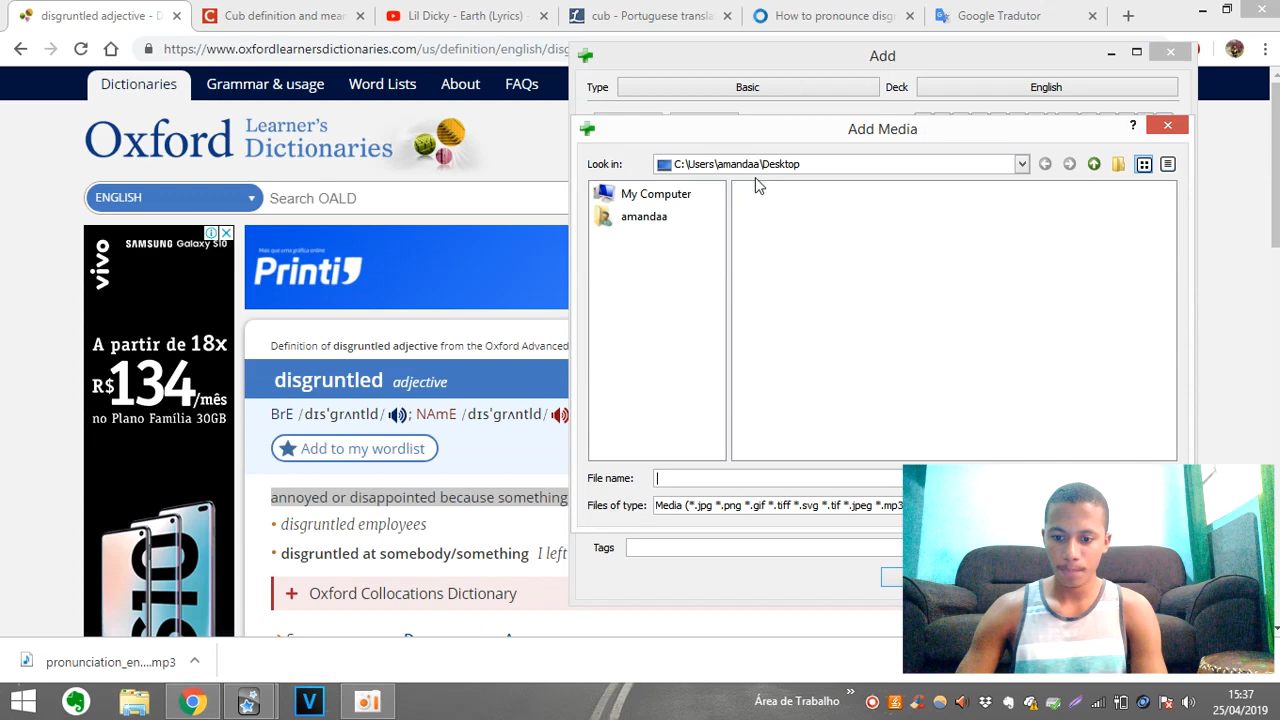 disgruntled adjective - D
Cub definition and mea
Lil Dicky - Earth (Lyrics) -
cub - Portuguese transla
How to pronounce disg
Google Tradutor
https://www.oxfordlearnersdictionaries.com/us/definition/english/disg
Dictionaries
Grammar & usage
Word Lists
About
FAQs
Oxford
Learner's
Dictionaries
ENGLISH
Search OALD
Add
Type
Basic
Deck
English
Add Media
Look in:
C:\Users\amandaa\Desktop
My Computer
amandaa
File name:
Files of type:
Media (*.jpg *.png *.gif *.tiff *.svg *.tif *.jpeg *.mp3
Tags
vivo
SAMSUNG Galaxy S10
A partir de 18x
R$134/mês
no Plano Família 30GB
S10
Mais que uma gráfica online
Printi
Definition of disgruntled adjective from the Oxford Advanced
disgruntled adjective
BrE /dɪsˈɡrʌntld/ ; NAmE /dɪsˈɡrʌntld/
Add to my wordlist
annoyed or disappointed because something
• disgruntled employees
• disgruntled at somebody/something I left
+ Oxford Collocations Dictionary
pronunciation_en....mp3
Área de Trabalho
15:37
25/04/2019